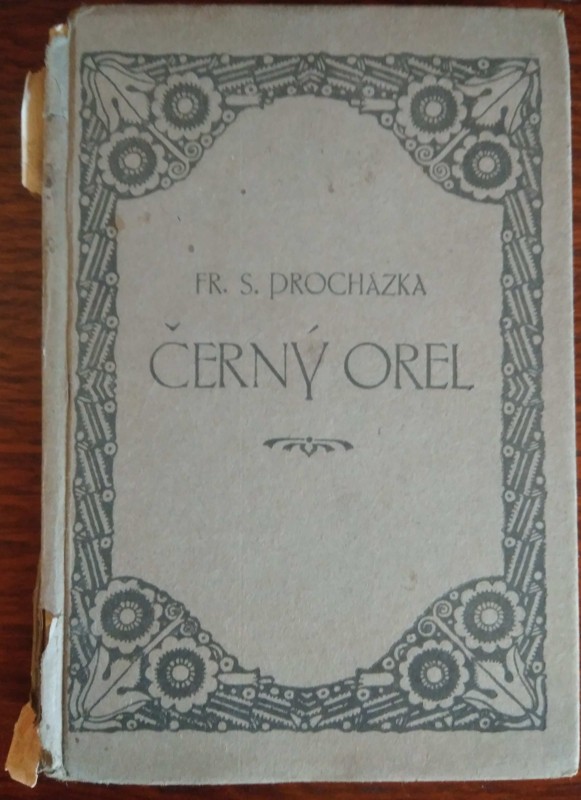 FR. S. PROCHÁZKA
ČERNÝ OREL